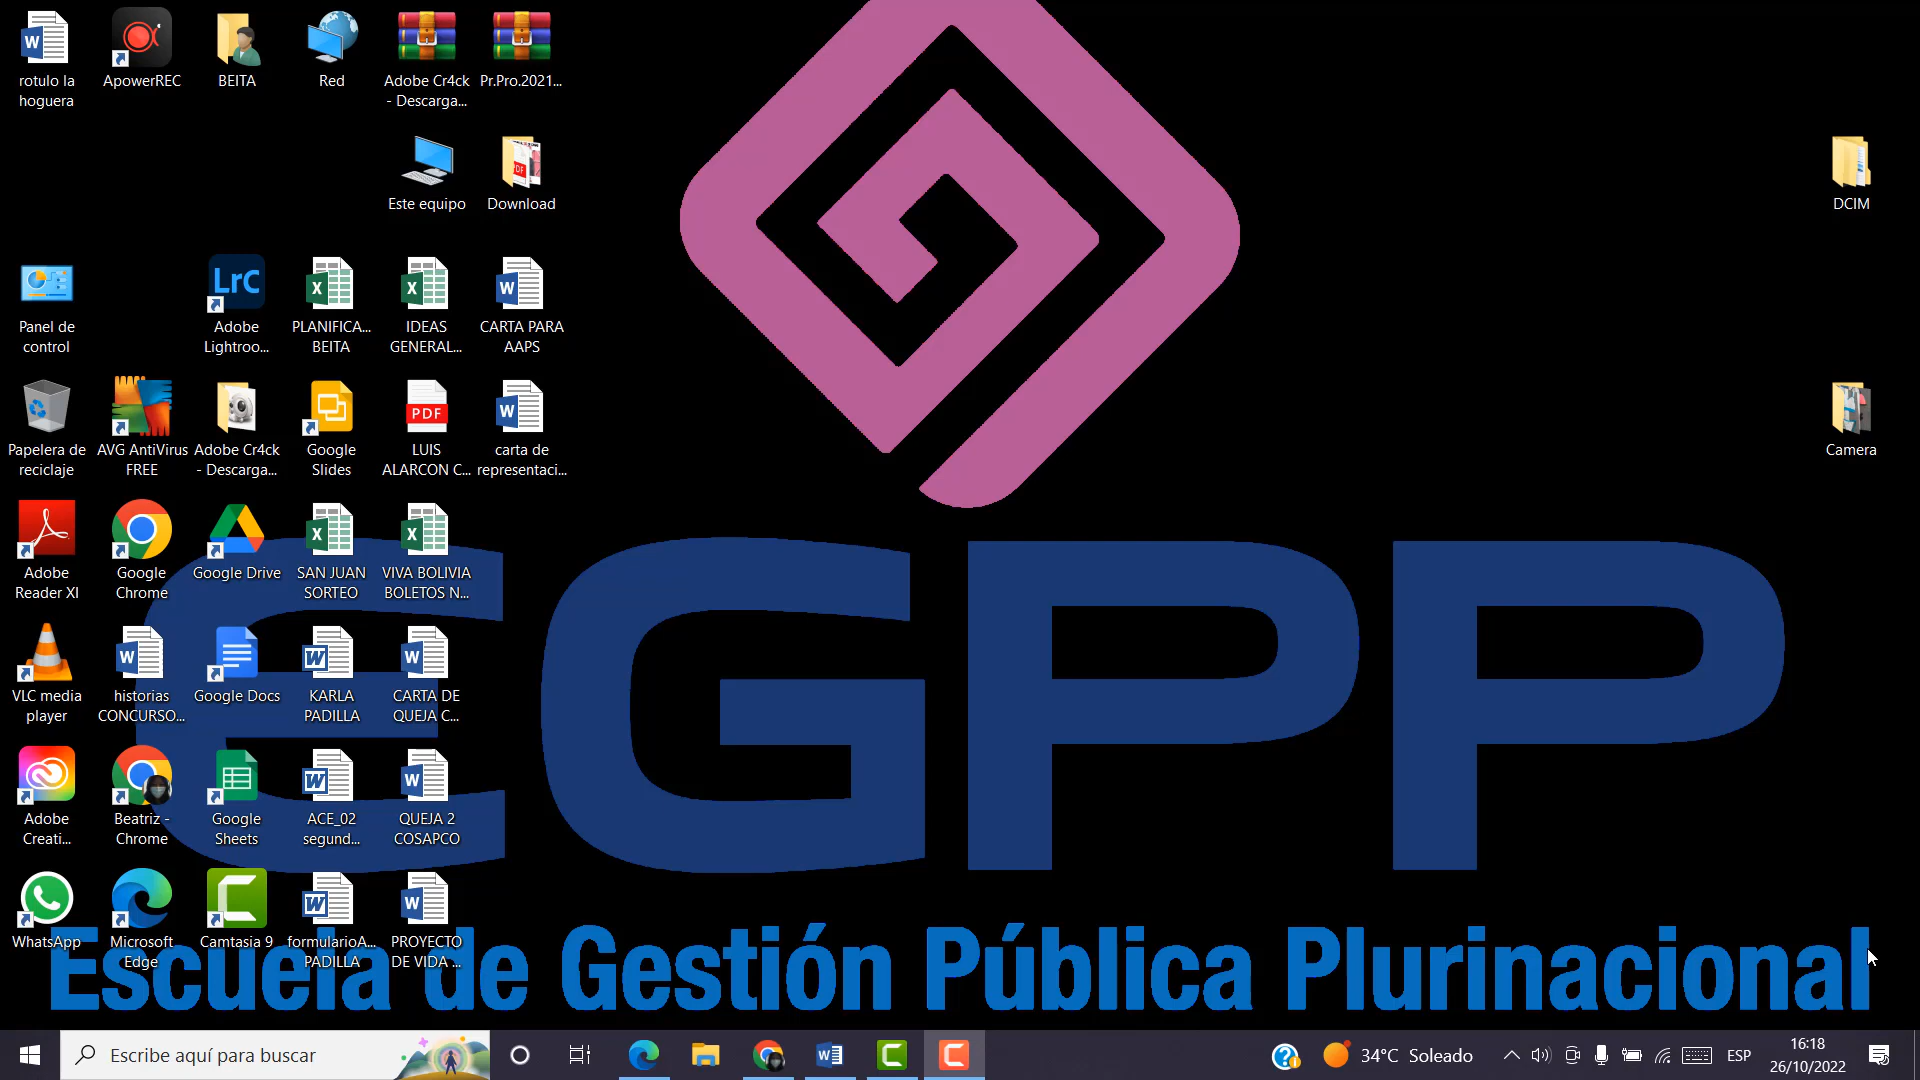 rotulo la
hoguera
ApowerREC
BEITA
Red
Adobe Cr4ck
- Descarga...
Pr.Pro.2021...
Este equipo
Download
DCIM
Panel de
control
LrC
Adobe
Lightroo...
PLANIFICA...
BEITA
IDEAS
GENERAL...
CARTA PARA
AAPS
Papelera de
reciclaje
AVG AntiVirus
FREE
Adobe Cr4ck
- Descarga...
Google
Slides
PDF
LUIS
ALARCON C...
carta de
representaci...
Camera
Adobe
Reader XI
Google
Chrome
Google Drive
SAN JUAN
SORTEO
VIVA BOLIVIA
BOLETOS N...
VLC media
player
historias
CONCURSO...
Google Docs
KARLA
PADILLA
CARTA DE
QUEJA C...
Adobe
Creati...
Beatriz -
Chrome
Google
Sheets
ACE_02
segund...
QUEJA 2
COSAPCO
WhatsApp
Microsoft
Edge
Camtasia 9
formularioA...
PADILLA
PROYECTO
DE VIDA ...
EGPP
Escuela de Gestión Pública Plurinacional
Escribe aquí para buscar
34°C Soleado
ESP
16:18
26/10/2022